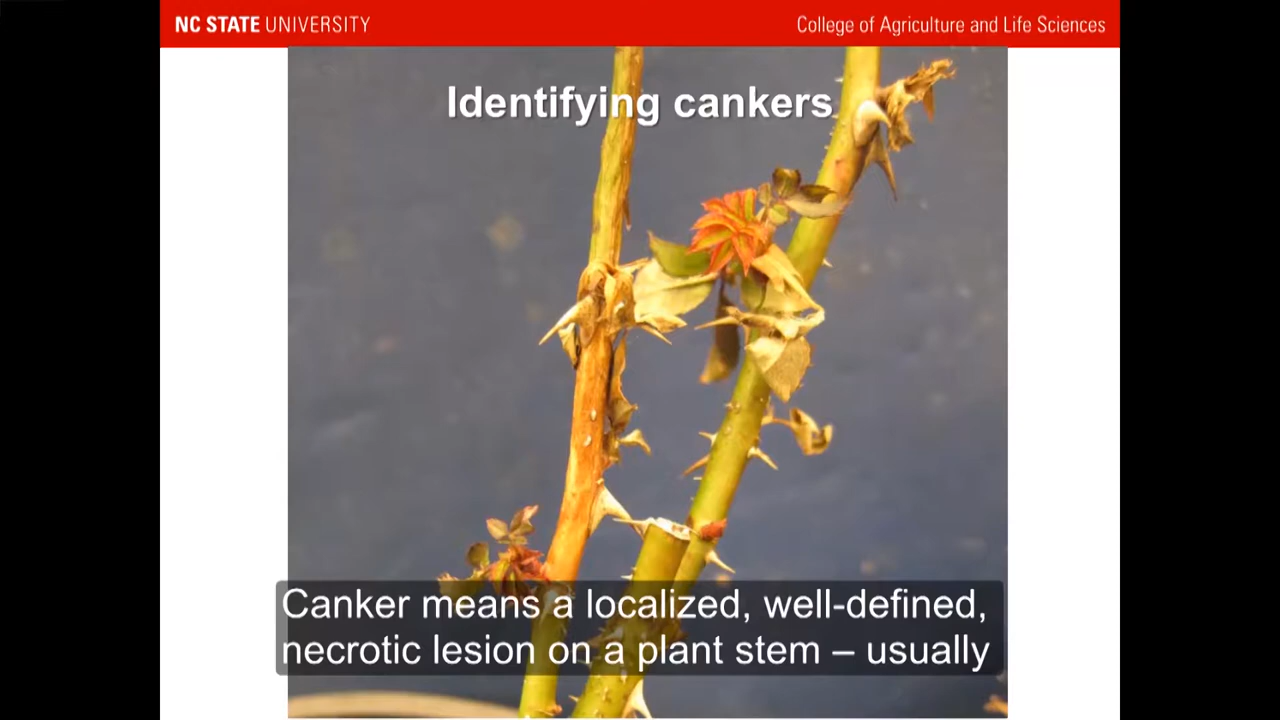 NC STATE UNIVERSITY
College of Agriculture and Life Sciences
Identifying cankers
Canker means a localized, well-defined,
necrotic lesion on a plant stem – usually